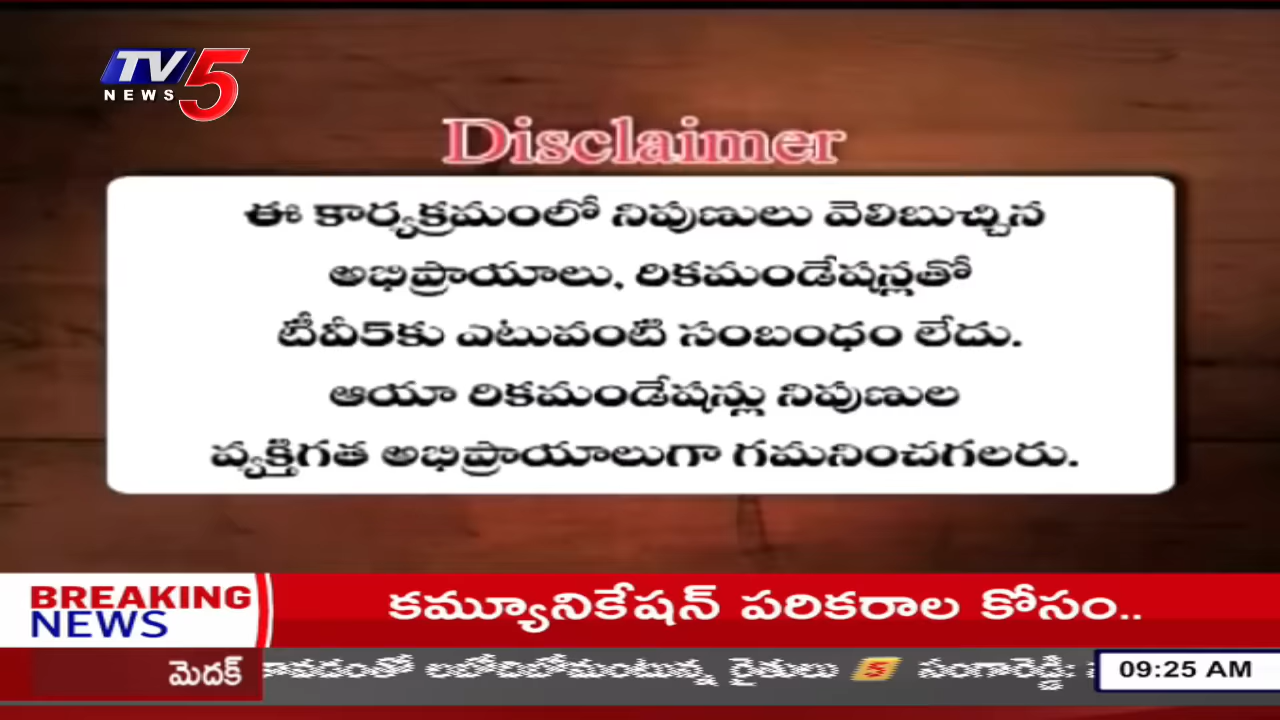 TV5
NEWS
Disclaimer
ఈ కార్యక్రమంలో నిపుణులు వెలిబుచ్చిన
అభిప్రాయాలు, రికమండేషన్లతో
టీవీ5కు ఎటువంటి సంబంధం లేదు.
ఆయా రికమండేషన్లు నిపుణుల
వ్యక్తిగత అభిప్రాయాలుగా గమనించగలరు.
BREAKING
NEWS
కమ్యూనికేషన్ పరికరాల కోసం..
మెదక్
రైతులు 5 సంగారెడ్డి:
09:25 AM